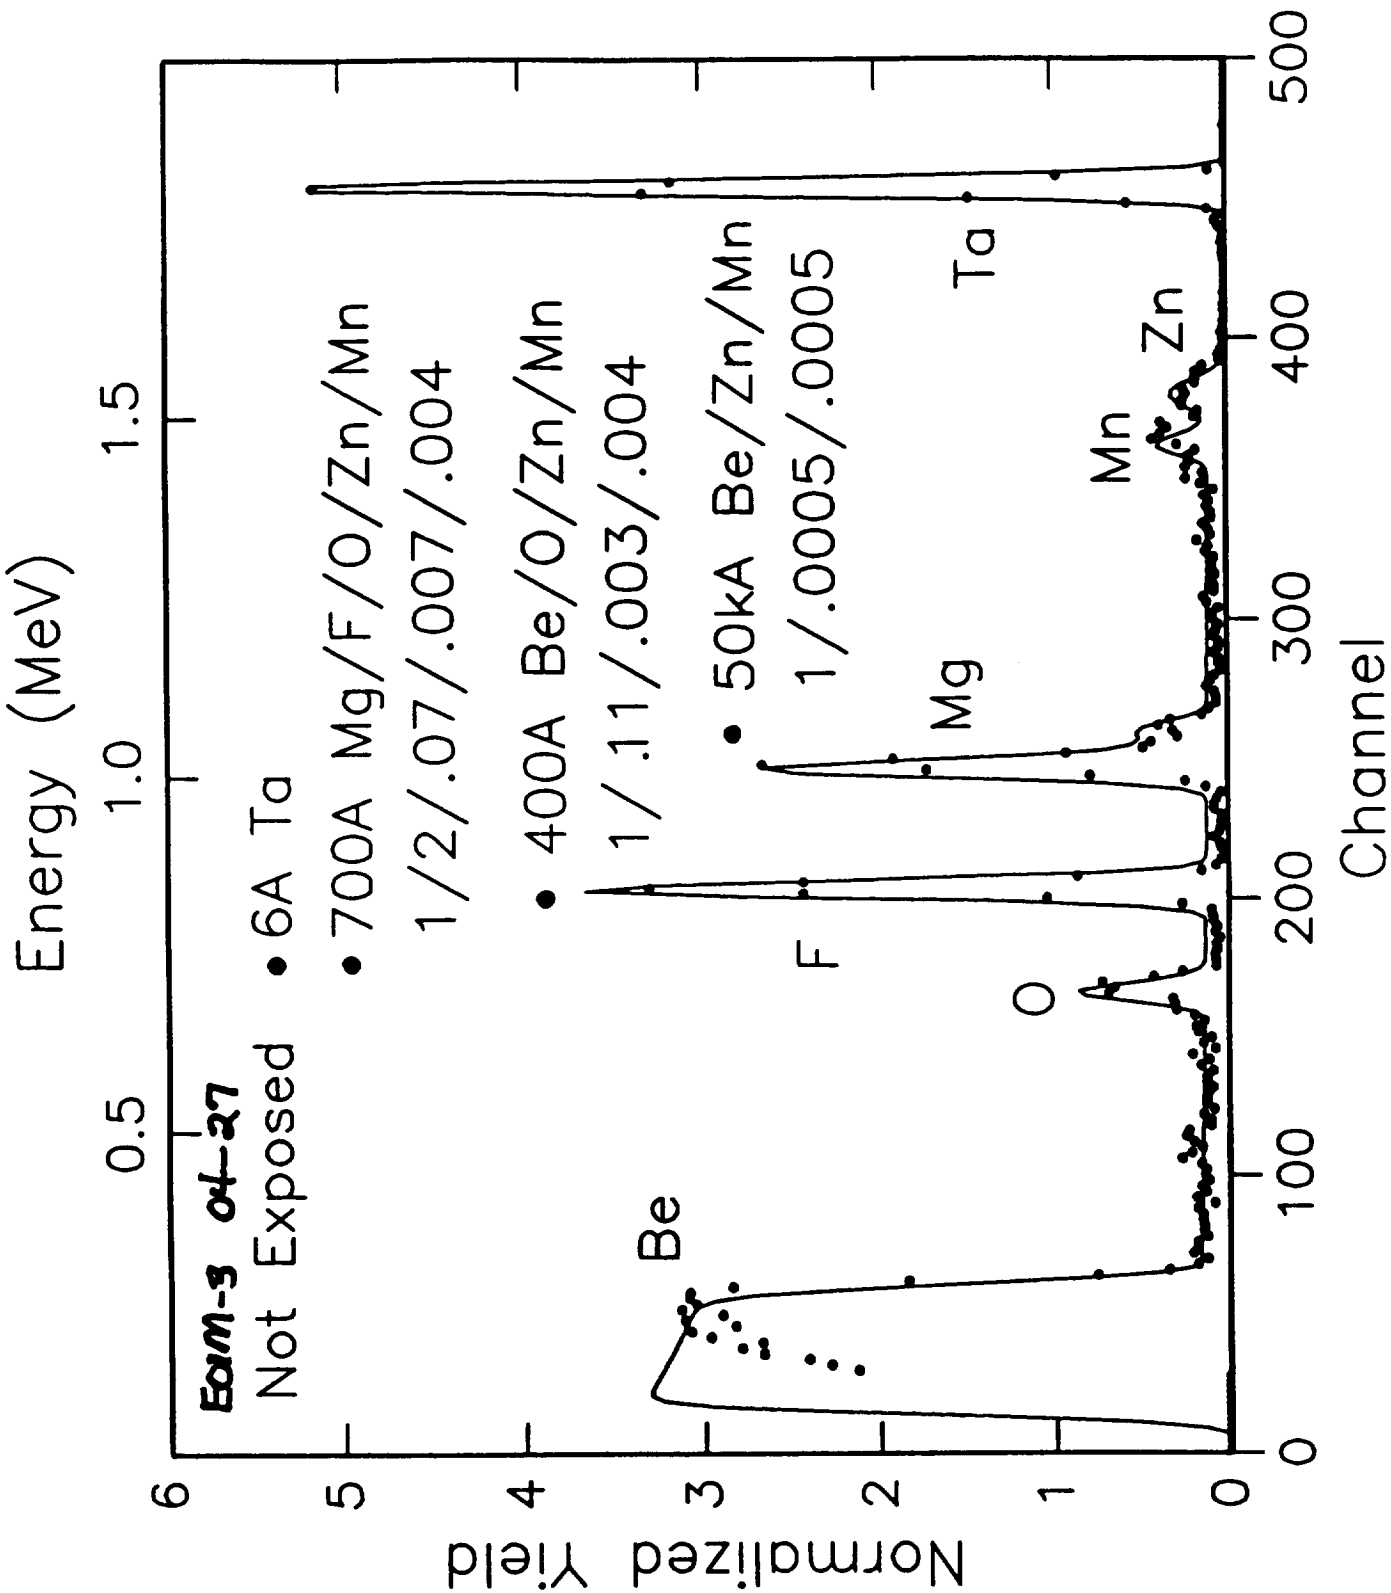 Energy (MeV)
0.5 1.0 1.5
EOIM-3 04-27
Not Exposed
• 6A Ta
• 700A Mg/F/O/Zn/Mn
1/2/.07/.007/.004
• 400A Be/O/Zn/Mn
1/.11/.003/.004
• 50kA Be/Zn/Mn
1/.0005/.0005
Be
O
F
Mg
Mn
Zn
Ta
Normalized Yield
6
5
4
3
2
1
0
0 100 200 300 400 500
Channel